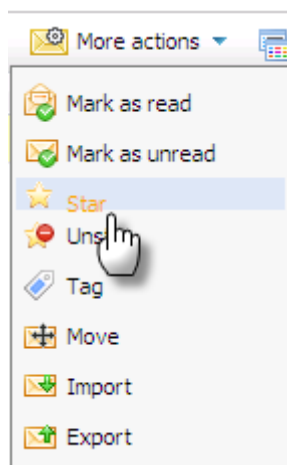 More actions
Mark as read
Mark as unread
Star
Tag
Move
Import
Export